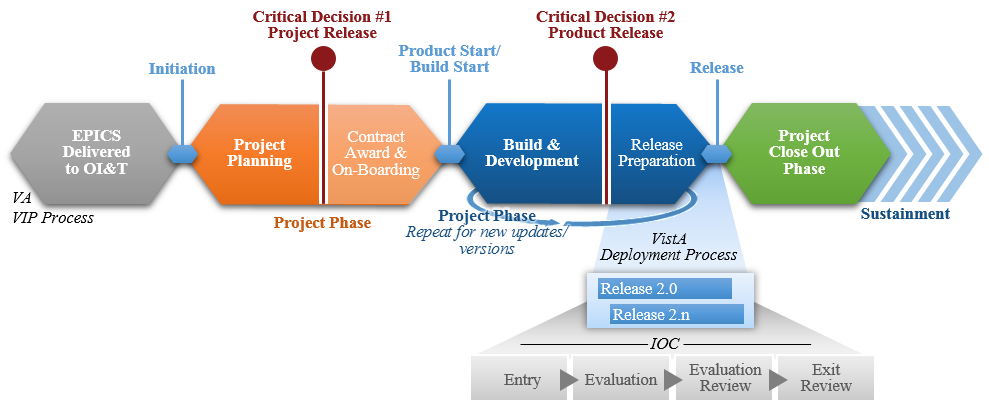 Critical Decision #1
Project Release
Critical Decision #2
Product Release
Initiation
Product Start/
Build Start
Release
EPICS
Delivered
to OI&T
Project
Planning
Contract
Award &
On-Boarding
Build &
Development
Release
Preparation
Project
Close Out
Phase
VA
VIP Process
Project Phase
Project Phase
Repeat for new updates/
versions
Sustainment
VistA
Deployment Process
Release 2.0
Release 2.n
IOC
Entry
Evaluation
Evaluation
Review
Exit
Review